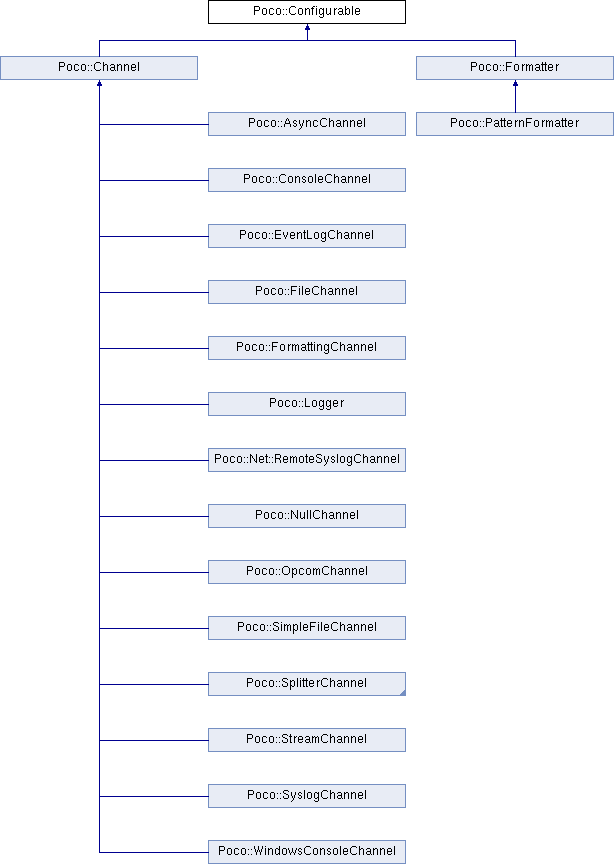 Poco::Configurable
Poco::Channel
Poco::Formatter
Poco::AsyncChannel
Poco::PatternFormatter
Poco::ConsoleChannel
Poco::EventLogChannel
Poco::FileChannel
Poco::FormattingChannel
Poco::Logger
Poco::Net::RemoteSyslogChannel
Poco::NullChannel
Poco::OpcomChannel
Poco::SimpleFileChannel
Poco::SplitterChannel
Poco::StreamChannel
Poco::SyslogChannel
Poco::WindowsConsoleChannel